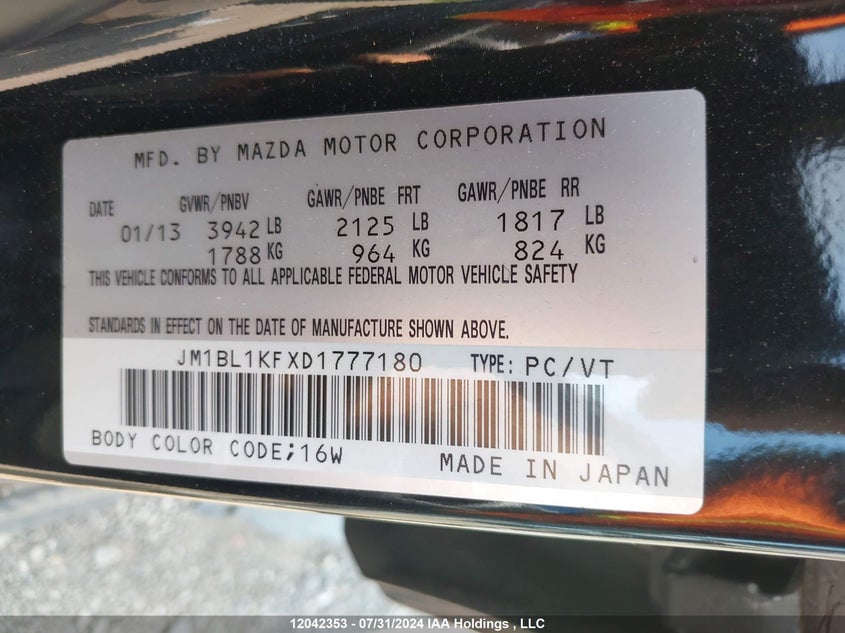 MFD. BY MAZDA MOTOR CORPORATION
DATE GVWR/PNBV GAWR/PNBE FRT GAWR/PNBE RR
01/13 3942 LB 2125 LB 1817 LB
1788 KG 964 KG 824 KG
THIS VEHICLE CONFORMS TO ALL APPLICABLE FEDERAL MOTOR VEHICLE SAFETY
STANDARDS IN EFFECT ON THE DATE OF MANUFACTURE SHOWN ABOVE.
JM1BL1KFXD1777180 TYPE: PC/VT
BODY COLOR CODE;16W MADE IN JAPAN
12042353 - 07/31/2024 IAA Holdings , LLC